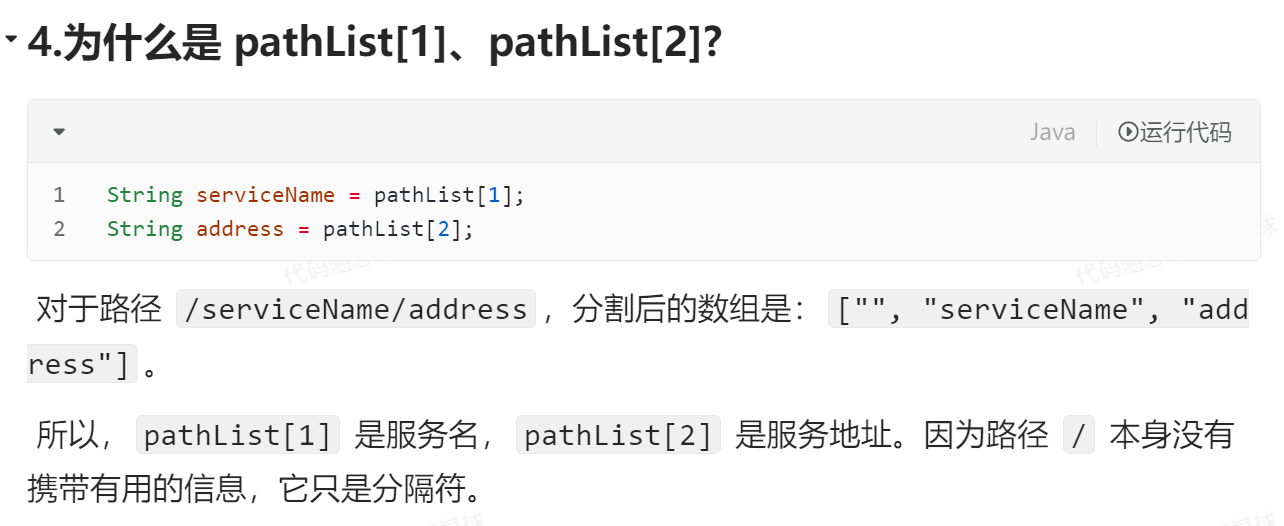 4.为什么是 pathList[1]、pathList[2]?
Java 运行代码
1 String serviceName = pathList[1];
2 String address = pathList[2];
对于路径 /serviceName/address，分割后的数组是：["", "serviceName", "add
ress"]。
所以，pathList[1] 是服务名，pathList[2] 是服务地址。因为路径 / 本身没有
携带有用的信息，它只是分隔符。